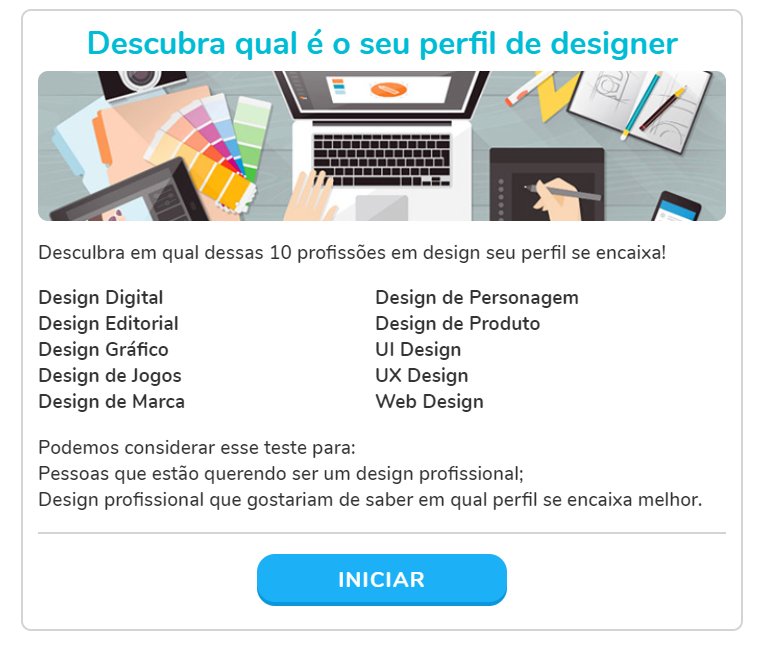 Descubra qual é o seu perfil de designer
Desculbra em qual dessas 10 profissões em design seu perfil se encaixa!
Design Digital
Design Editorial
Design Gráfico
Design de Jogos
Design de Marca
Design de Personagem
Design de Produto
UI Design
UX Design
Web Design
Podemos considerar esse teste para:
Pessoas que estão querendo ser um design profissional;
Design profissional que gostariam de saber em qual perfil se encaixa melhor.
INICIAR